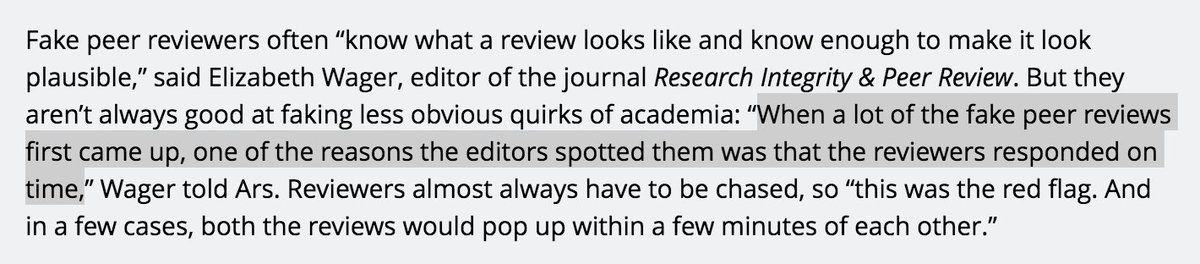 Fake peer reviewers often “know what a review looks like and know enough to make it look
plausible,” said Elizabeth Wager, editor of the journal Research Integrity & Peer Review. But they
aren’t always good at faking less obvious quirks of academia: “When a lot of the fake peer reviews
first came up, one of the reasons the editors spotted them was that the reviewers responded on
time,” Wager told Ars. Reviewers almost always have to be chased, so “this was the red flag. And
in a few cases, both the reviews would pop up within a few minutes of each other.”